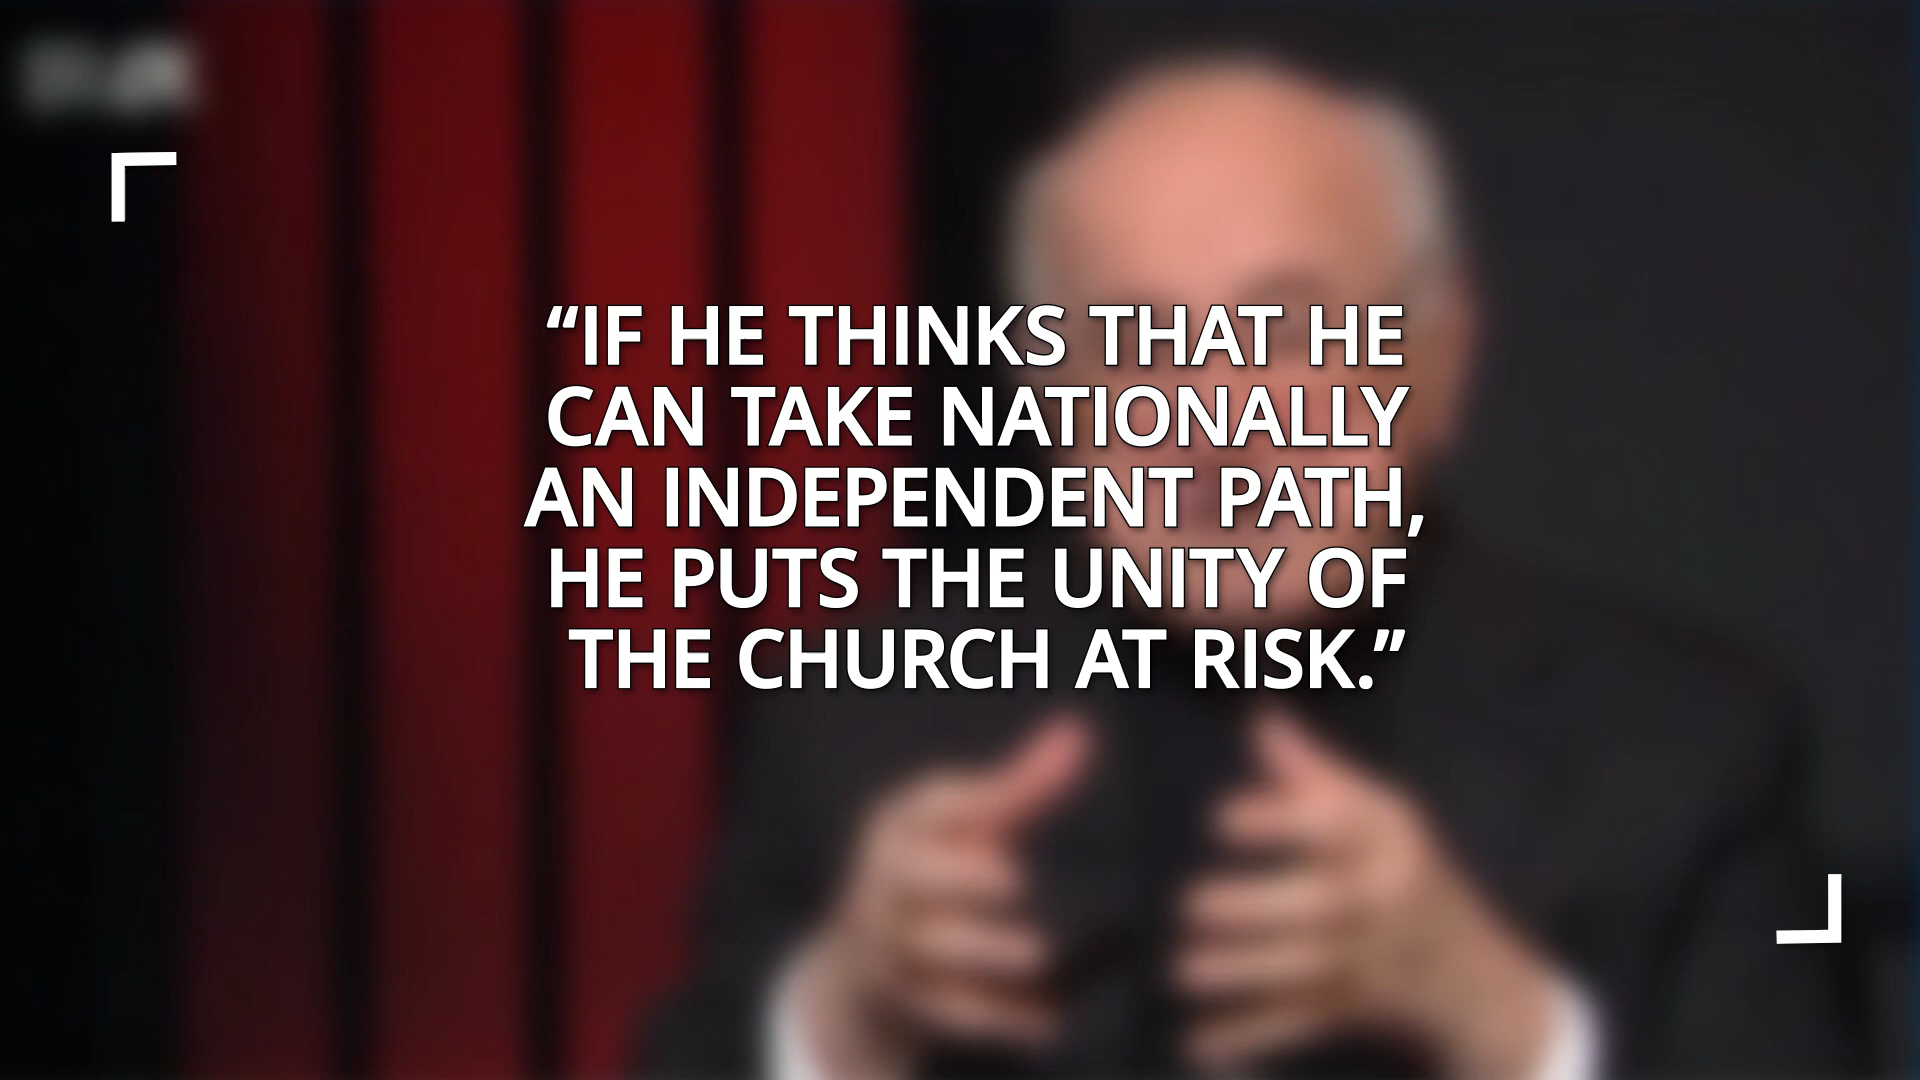 “IF HE THINKS THAT HE
CAN TAKE NATIONALLY
AN INDEPENDENT PATH,
HE PUTS THE UNITY OF
THE CHURCH AT RISK.”